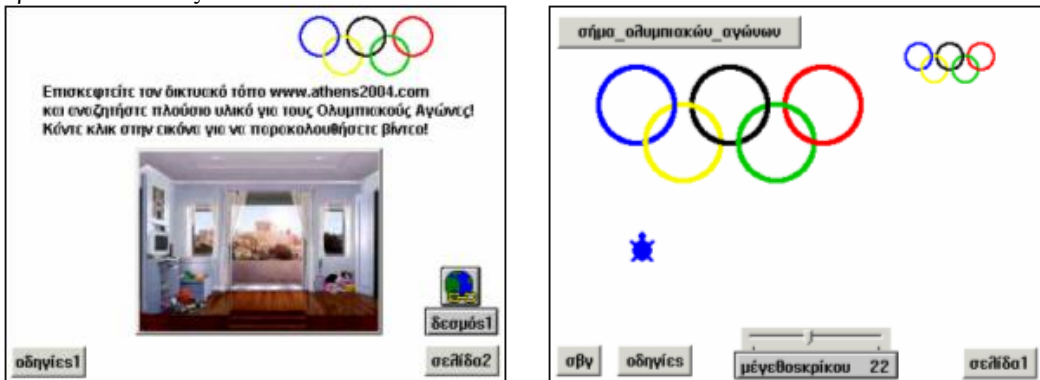 Επισκεφτείτε τον δικτυακό τόπο www.athens2004.com
και αναζητήστε πλούσιο υλικό για τους Ολυμπιακούς Αγώνες!
Κάντε κλικ στην εικόνα για να παρακολουθήσετε βίντεο!
δεσμός1
οδηγίες1
σελίδα2
σήμα_ολυμπιακών_αγώνων
σβγ
οδηγίες
μέγεθοςκρίκου 22
σελίδα1